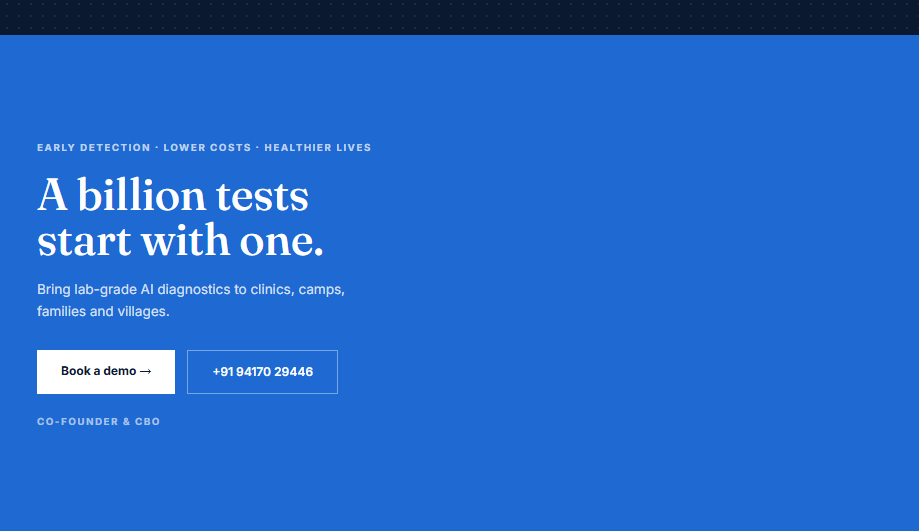 EARLY DETECTION · LOWER COSTS · HEALTHIER LIVES
A billion tests
start with one.
Bring lab-grade AI diagnostics to clinics, camps,
families and villages.
Book a demo →
+91 94170 29446
CO-FOUNDER & CBO